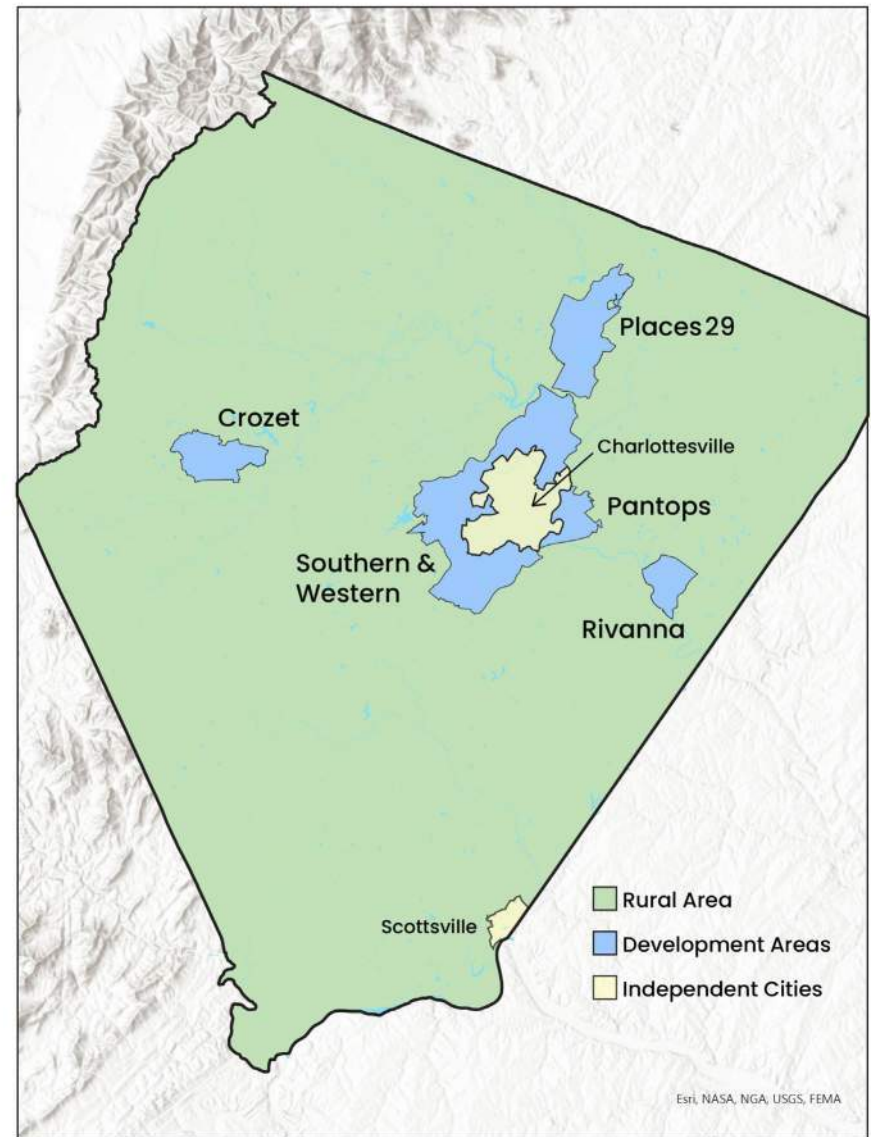 Places29
Crozet
Charlottesville
Pantops
Southern &
Western
Rivanna
Scottsville
Rural Area
Development Areas
Independent Cities
Esri, NASA, NGA, USGS, FEMA